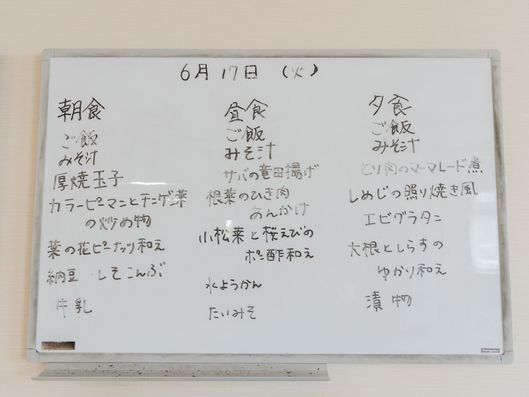 6月17日（火）
朝食
ご飯
みそ汁
厚焼玉子
カラーピーマンとチンゲ菜
の炒め物
菜の花ピーナッツ和え
納豆 しそこんぶ
牛乳
昼食
ご飯
みそ汁
サバの竜田揚げ
根菜のひき肉
あんかけ
小松菜と桜えびの
ポン酢和え
水ようかん
たいみそ
夕食
ご飯
みそ汁
とり肉のマーマレード煮
しめじの照り焼き風
エビグラタン
大根としらすの
ゆかり和え
漬物